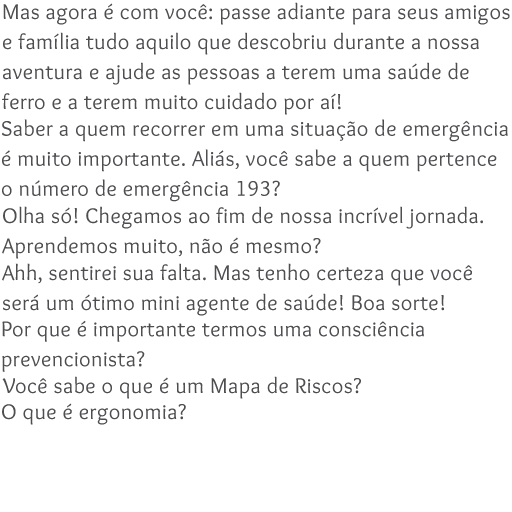 Mas agora é com você: passe adiante para seus amigos
e família tudo aquilo que descobriu durante a nossa
aventura e ajude as pessoas a terem uma saúde de
ferro e a terem muito cuidado por aí!
Saber a quem recorrer em uma situação de emergência
é muito importante. Aliás, você sabe a quem pertence
o número de emergência 193?
Olha só! Chegamos ao fim de nossa incrível jornada.
Aprendemos muito, não é mesmo?
Ahh, sentirei sua falta. Mas tenho certeza que você
será um ótimo mini agente de saúde! Boa sorte!
Por que é importante termos uma consciência
prevencionista?
Você sabe o que é um Mapa de Riscos?
O que é ergonomia?